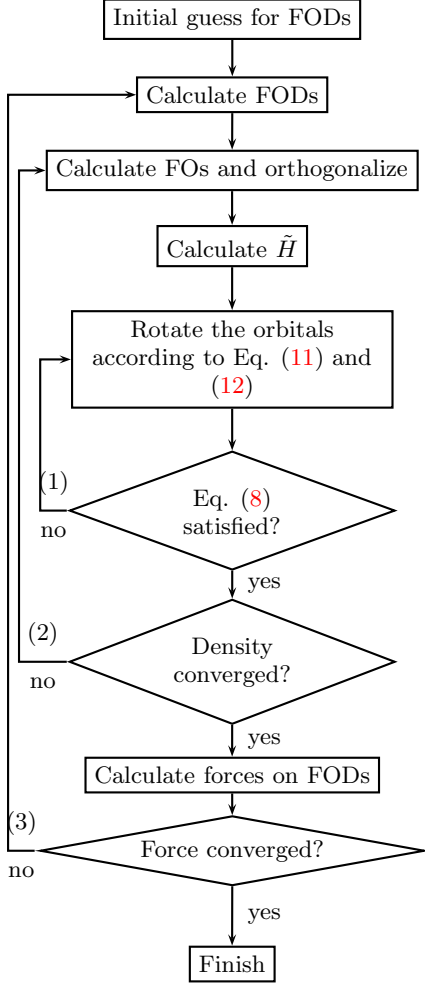 Initial guess for FODs
Calculate FODs
Calculate FOs and orthogonalize
Calculate H̃
Rotate the orbitals
according to Eq. (11) and
(12)
(1)
no
Eq. (8)
satisfied?
yes
(2)
no
Density
converged?
yes
Calculate forces on FODs
(3)
no
Force converged?
yes
Finish